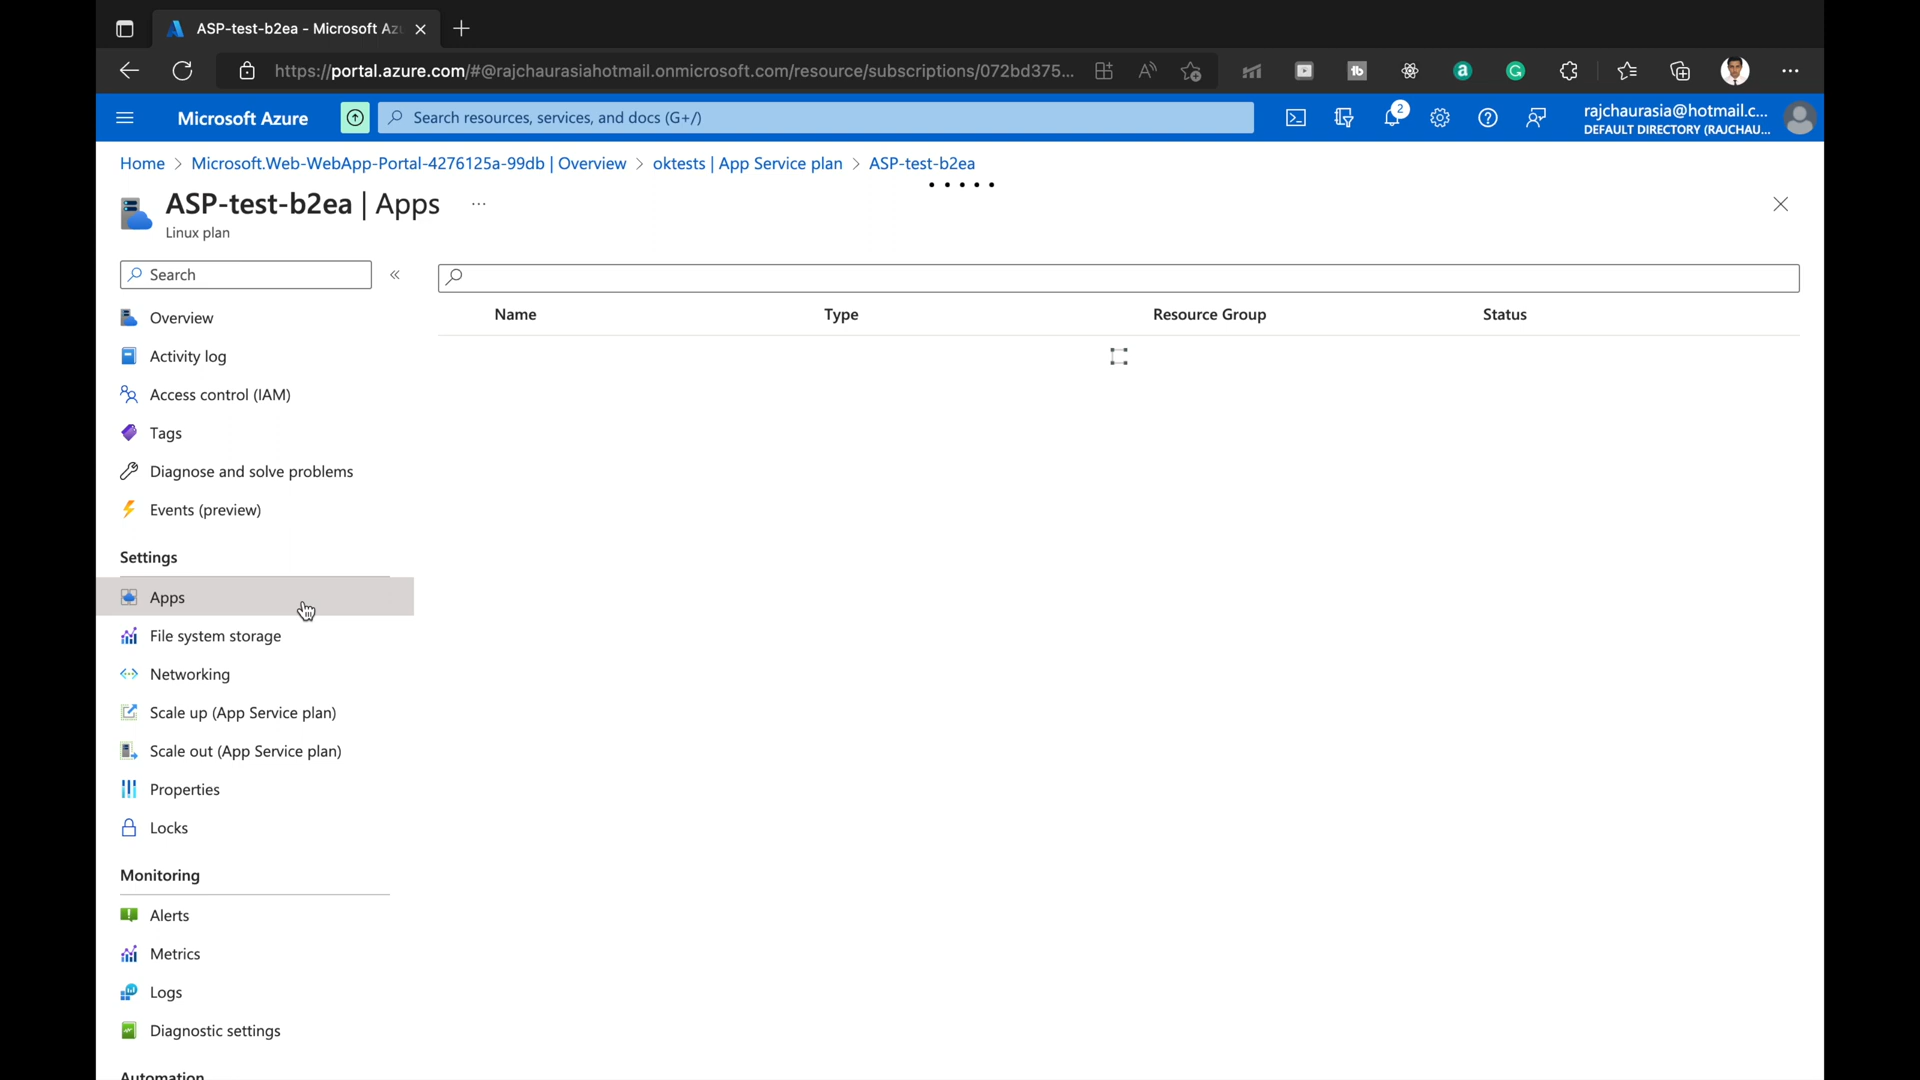 ASP-test-b2ea - Microsoft Az
https://portal.azure.com/#@rajchaurasiahotmail.onmicrosoft.com/resource/subscriptions/072bd375...
Microsoft Azure
Search resources, services, and docs (G+/)
2
rajchaurasia@hotmail.c...
DEFAULT DIRECTORY (RAJCHAU...
Home > Microsoft.Web-WebApp-Portal-4276125a-99db | Overview > oktests | App Service plan > ASP-test-b2ea
ASP-test-b2ea | Apps ...
Linux plan
Search
Name Type Resource Group Status
Overview
Activity log
Access control (IAM)
Tags
Diagnose and solve problems
Events (preview)
Settings
Apps
File system storage
Networking
Scale up (App Service plan)
Scale out (App Service plan)
Properties
Locks
Monitoring
Alerts
Metrics
Logs
Diagnostic settings
Automation